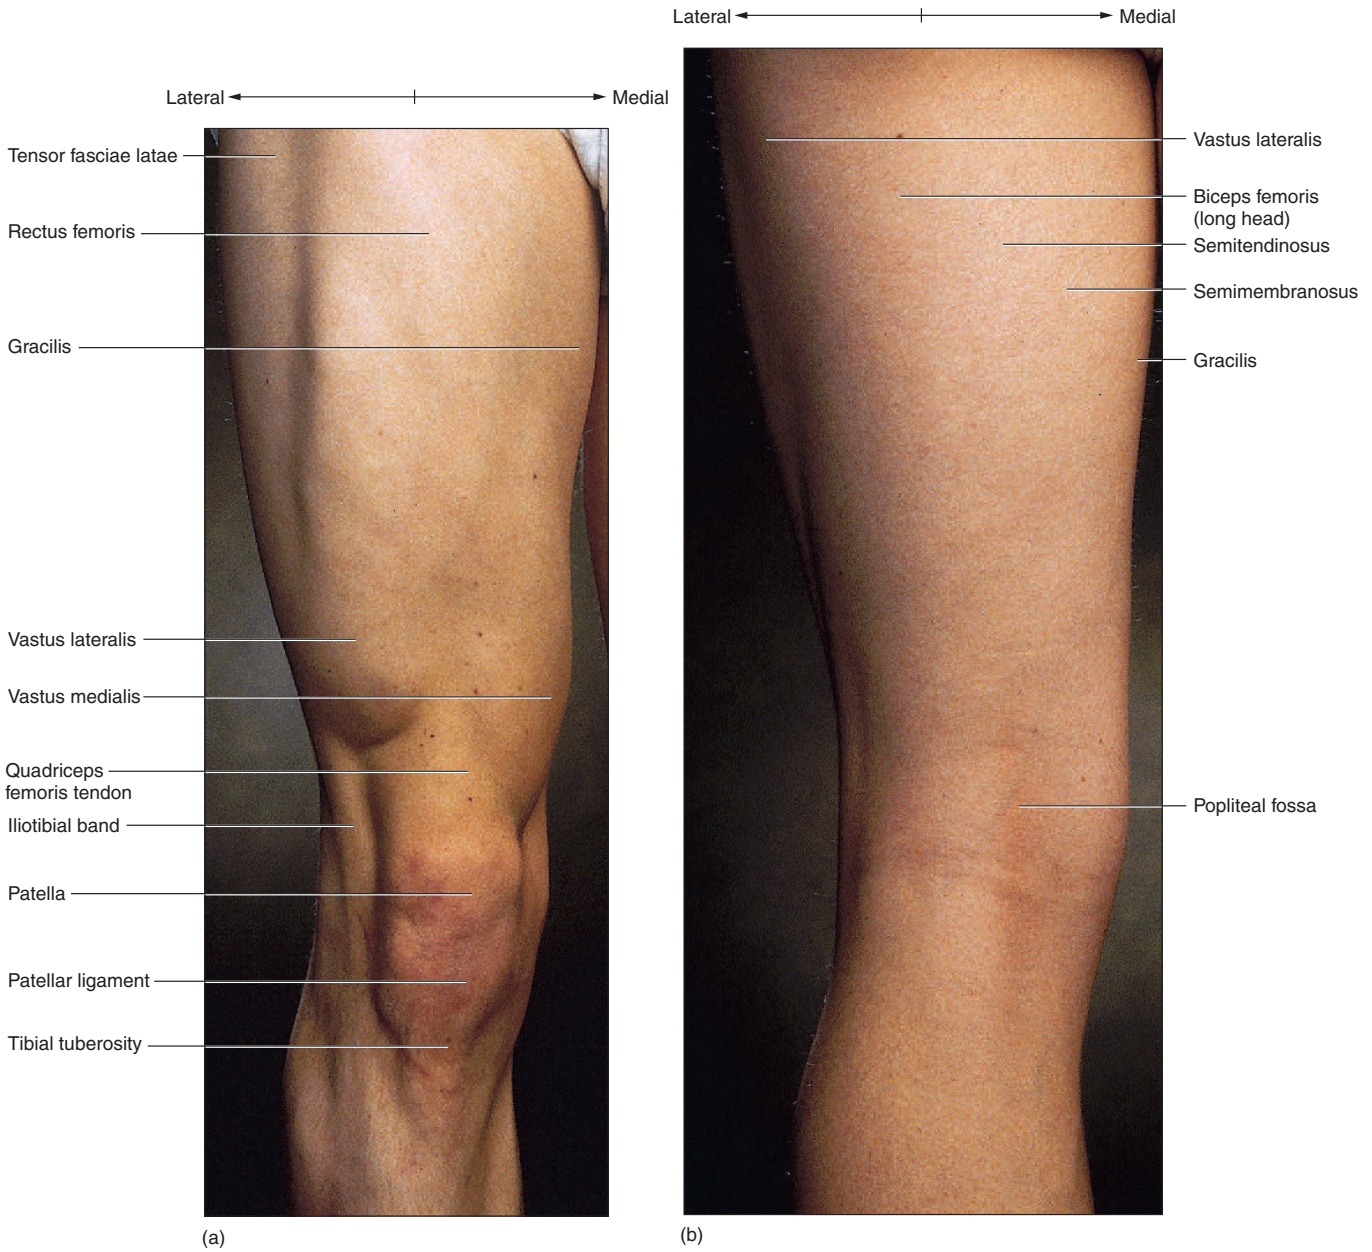 Lateral Medial
Tensor fasciae latae
Rectus femoris
Gracilis
Vastus lateralis
Vastus medialis
Quadriceps
femoris tendon
Iliotibial band
Patella
Patellar ligament
Tibial tuberosity
(a)
Lateral Medial
Vastus lateralis
Biceps femoris
(long head)
Semitendinosus
Semimembranosus
Gracilis
Popliteal fossa
(b)